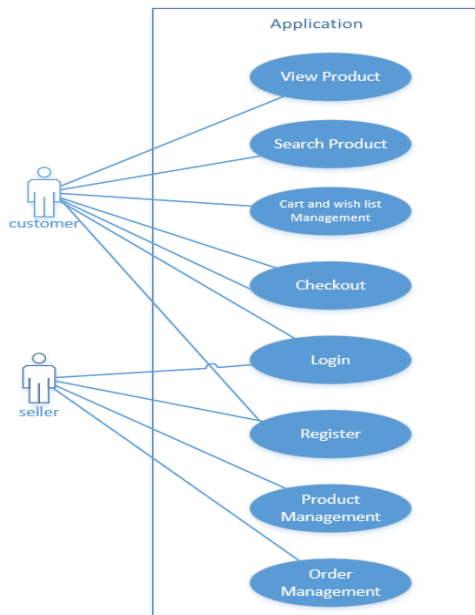 Application
View Product
Search Product
Cart and wish list
Management
customer
Checkout
Login
seller
Register
Product
Management
Order
Management